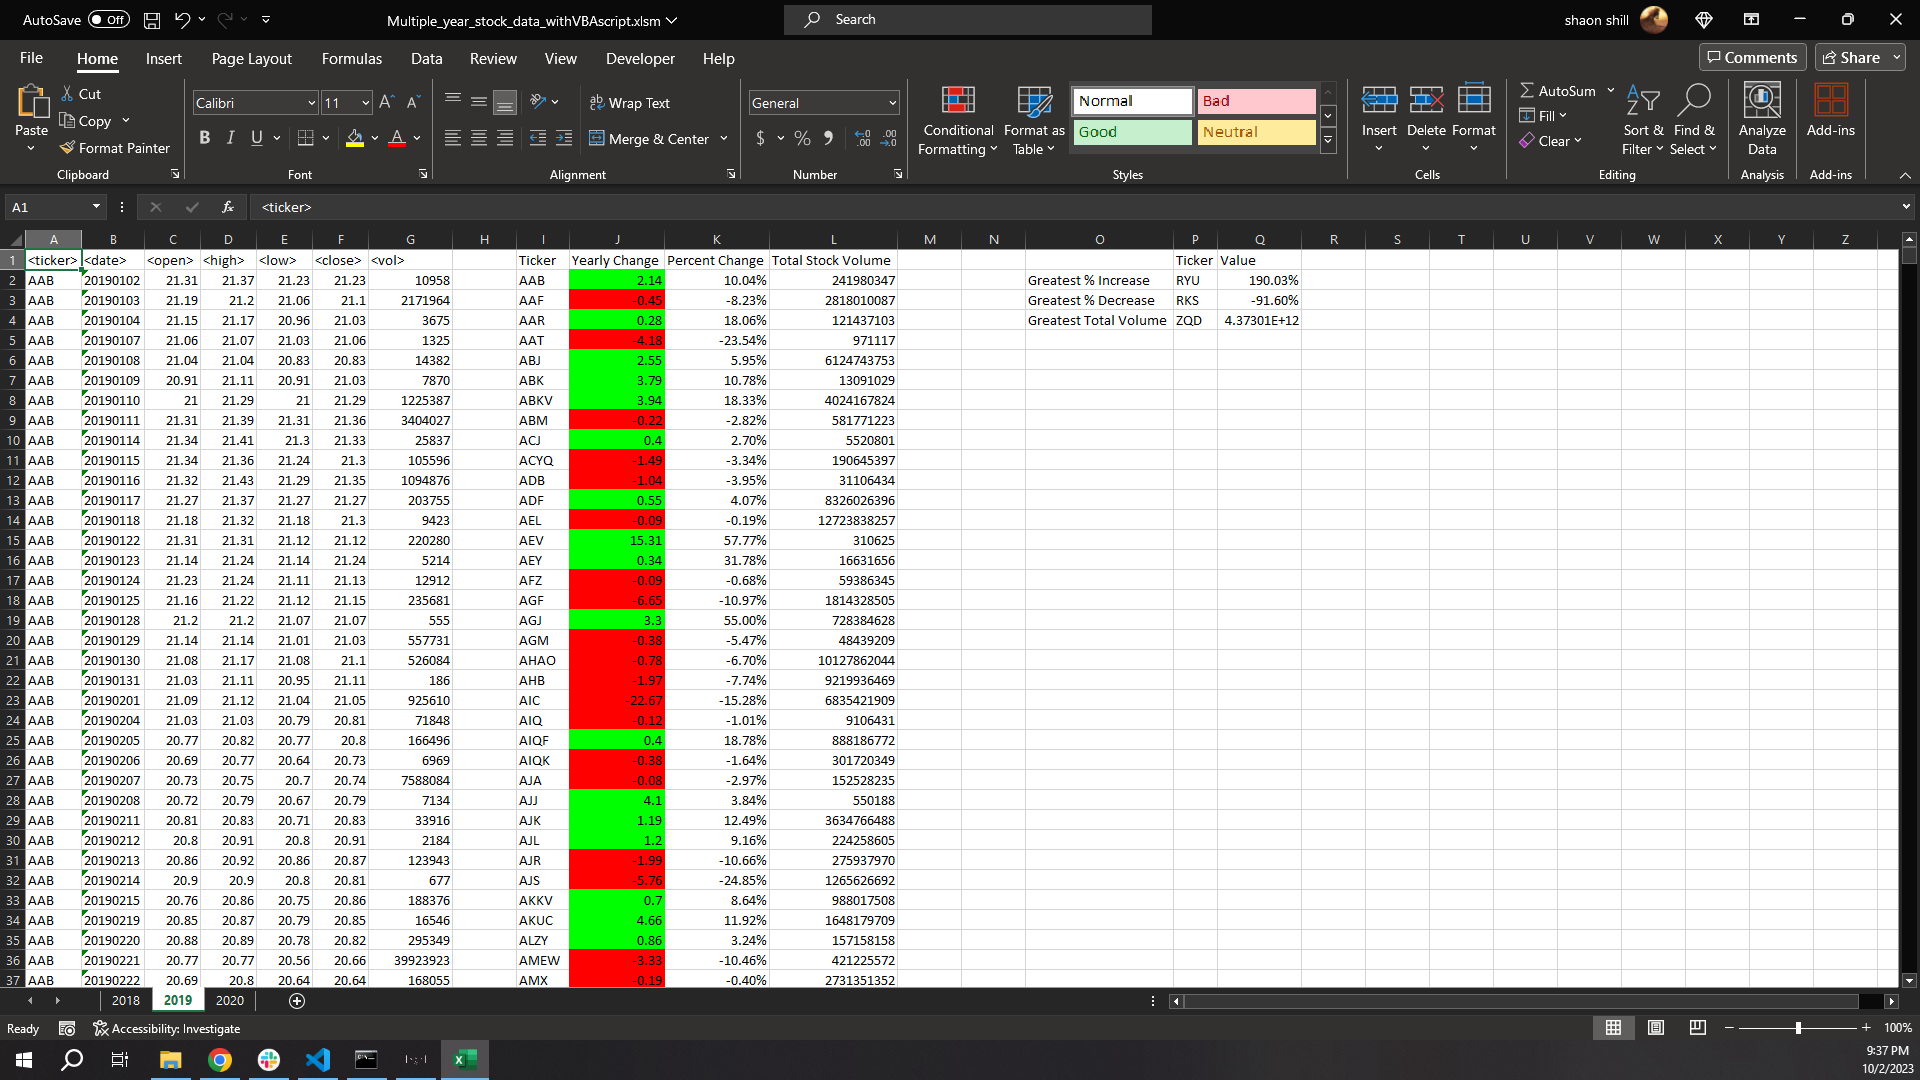 AutoSave Off Multiple_year_stock_data_withVBAscript.xlsm Search shaon shill
File Home Insert Page Layout Formulas Data Review View Developer Help Comments Share
Paste Cut Copy Format Painter Calibri 11 Wrap Text Merge & Center General Conditional Formatting Format as Table Normal Bad Good Neutral Insert Delete Format AutoSum Fill Clear Sort & Filter Find & Select Analyze Data Add-ins
B I U A $ % 9
Clipboard Font Alignment Number Styles Cells Editing Analysis Add-ins
A1 fx <ticker>
A B C D E F G H I J K L M N O P Q R S T U V W X Y Z
1 <ticker> <date> <open> <high> <low> <close> <vol> Ticker Yearly Change Percent Change Total Stock Volume Ticker Value
2 AAB 20190102 21.31 21.37 21.23 21.23 10958 AAB 2.14 10.04% 241980347 Greatest % Increase RYU 190.03%
3 AAB 20190103 21.19 21.2 21.06 21.1 2171964 AAF -0.45 -8.23% 2818010087 Greatest % Decrease RKS -91.60%
4 AAB 20190104 21.15 21.17 20.96 21.03 3675 AAR 0.28 18.06% 121437103 Greatest Total Volume ZQD 4.37301E+12
5 AAB 20190107 21.06 21.07 21.03 21.06 1325 AAT -4.18 -23.54% 971117
6 AAB 20190108 21.04 21.04 20.83 20.83 14382 ABJ 2.55 5.95% 6124743753
7 AAB 20190109 20.91 21.11 20.91 21.03 7870 ABK 3.79 10.78% 13091029
8 AAB 20190110 21 21.29 21 21.29 1225387 ABKV 3.94 18.33% 4024167824
9 AAB 20190111 21.31 21.39 21.31 21.36 3404027 ABM -0.22 -2.82% 581771223
10 AAB 20190114 21.34 21.41 21.3 21.33 25837 ACJ 0.4 2.70% 5520801
11 AAB 20190115 21.34 21.36 21.24 21.3 105596 ACYQ -1.49 -3.34% 190645397
12 AAB 20190116 21.32 21.43 21.29 21.35 1094876 ADB -1.04 -3.95% 31106434
13 AAB 20190117 21.27 21.37 21.27 21.27 203755 ADF 0.55 4.07% 8326026396
14 AAB 20190118 21.18 21.32 21.18 21.3 9423 AEL -0.09 -0.19% 12723838257
15 AAB 20190122 21.31 21.31 21.12 21.12 220280 AEV 15.31 57.77% 310625
16 AAB 20190123 21.14 21.24 21.14 21.24 5214 AEY 0.34 31.78% 16631656
17 AAB 20190124 21.23 21.24 21.11 21.13 12912 AFZ -0.09 -0.68% 59386345
18 AAB 20190125 21.16 21.22 21.12 21.15 235681 AGF -6.65 -10.97% 1814328505
19 AAB 20190128 21.2 21.2 21.07 21.07 555 AGJ 3.3 55.00% 728384628
20 AAB 20190129 21.14 21.14 21.01 21.03 557731 AGM -0.38 -5.47% 48439209
21 AAB 20190130 21.08 21.17 21.08 21.1 526084 AHAO -0.78 -6.70% 10127862044
22 AAB 20190131 21.03 21.11 20.95 21.11 186 AHB -1.97 -7.74% 9219936469
23 AAB 20190201 21.09 21.12 21.04 21.05 925610 AIC -22.67 -15.28% 6835421909
24 AAB 20190204 21.03 21.03 20.79 20.81 71848 AIQ -0.12 -1.01% 9106431
25 AAB 20190205 20.77 20.82 20.77 20.8 166496 AIQF 0.4 18.78% 888186772
26 AAB 20190206 20.69 20.77 20.64 20.73 6969 AIQK -0.38 -1.64% 301720349
27 AAB 20190207 20.73 20.75 20.7 20.74 7588084 AJA -0.08 -2.97% 152528235
28 AAB 20190208 20.72 20.79 20.67 20.79 7134 AJJ 4.1 3.84% 550188
29 AAB 20190211 20.81 20.83 20.71 20.83 33916 AJK 1.19 12.49% 3634766488
30 AAB 20190212 20.8 20.91 20.8 20.91 2184 AJL 1.2 9.16% 224258605
31 AAB 20190213 20.86 20.92 20.86 20.87 123943 AJR -1.99 -10.66% 275937970
32 AAB 20190214 20.9 20.9 20.8 20.81 677 AJS -5.76 -24.85% 1265626692
33 AAB 20190215 20.76 20.86 20.75 20.86 188376 AKKV 0.7 8.64% 988017508
34 AAB 20190219 20.85 20.87 20.79 20.85 16546 AKUC 4.66 11.92% 1648179709
35 AAB 20190220 20.88 20.89 20.78 20.82 295349 ALZY 0.86 3.24% 157158158
36 AAB 20190221 20.77 20.77 20.56 20.66 39923923 AMEW -3.33 -10.46% 421225572
37 AAB 20190222 20.69 20.8 20.64 20.64 168055 AMX -0.19 -0.40% 2731351352
2018 2019 2020
Ready Accessibility: Investigate 100%
9:37 PM
10/2/2023